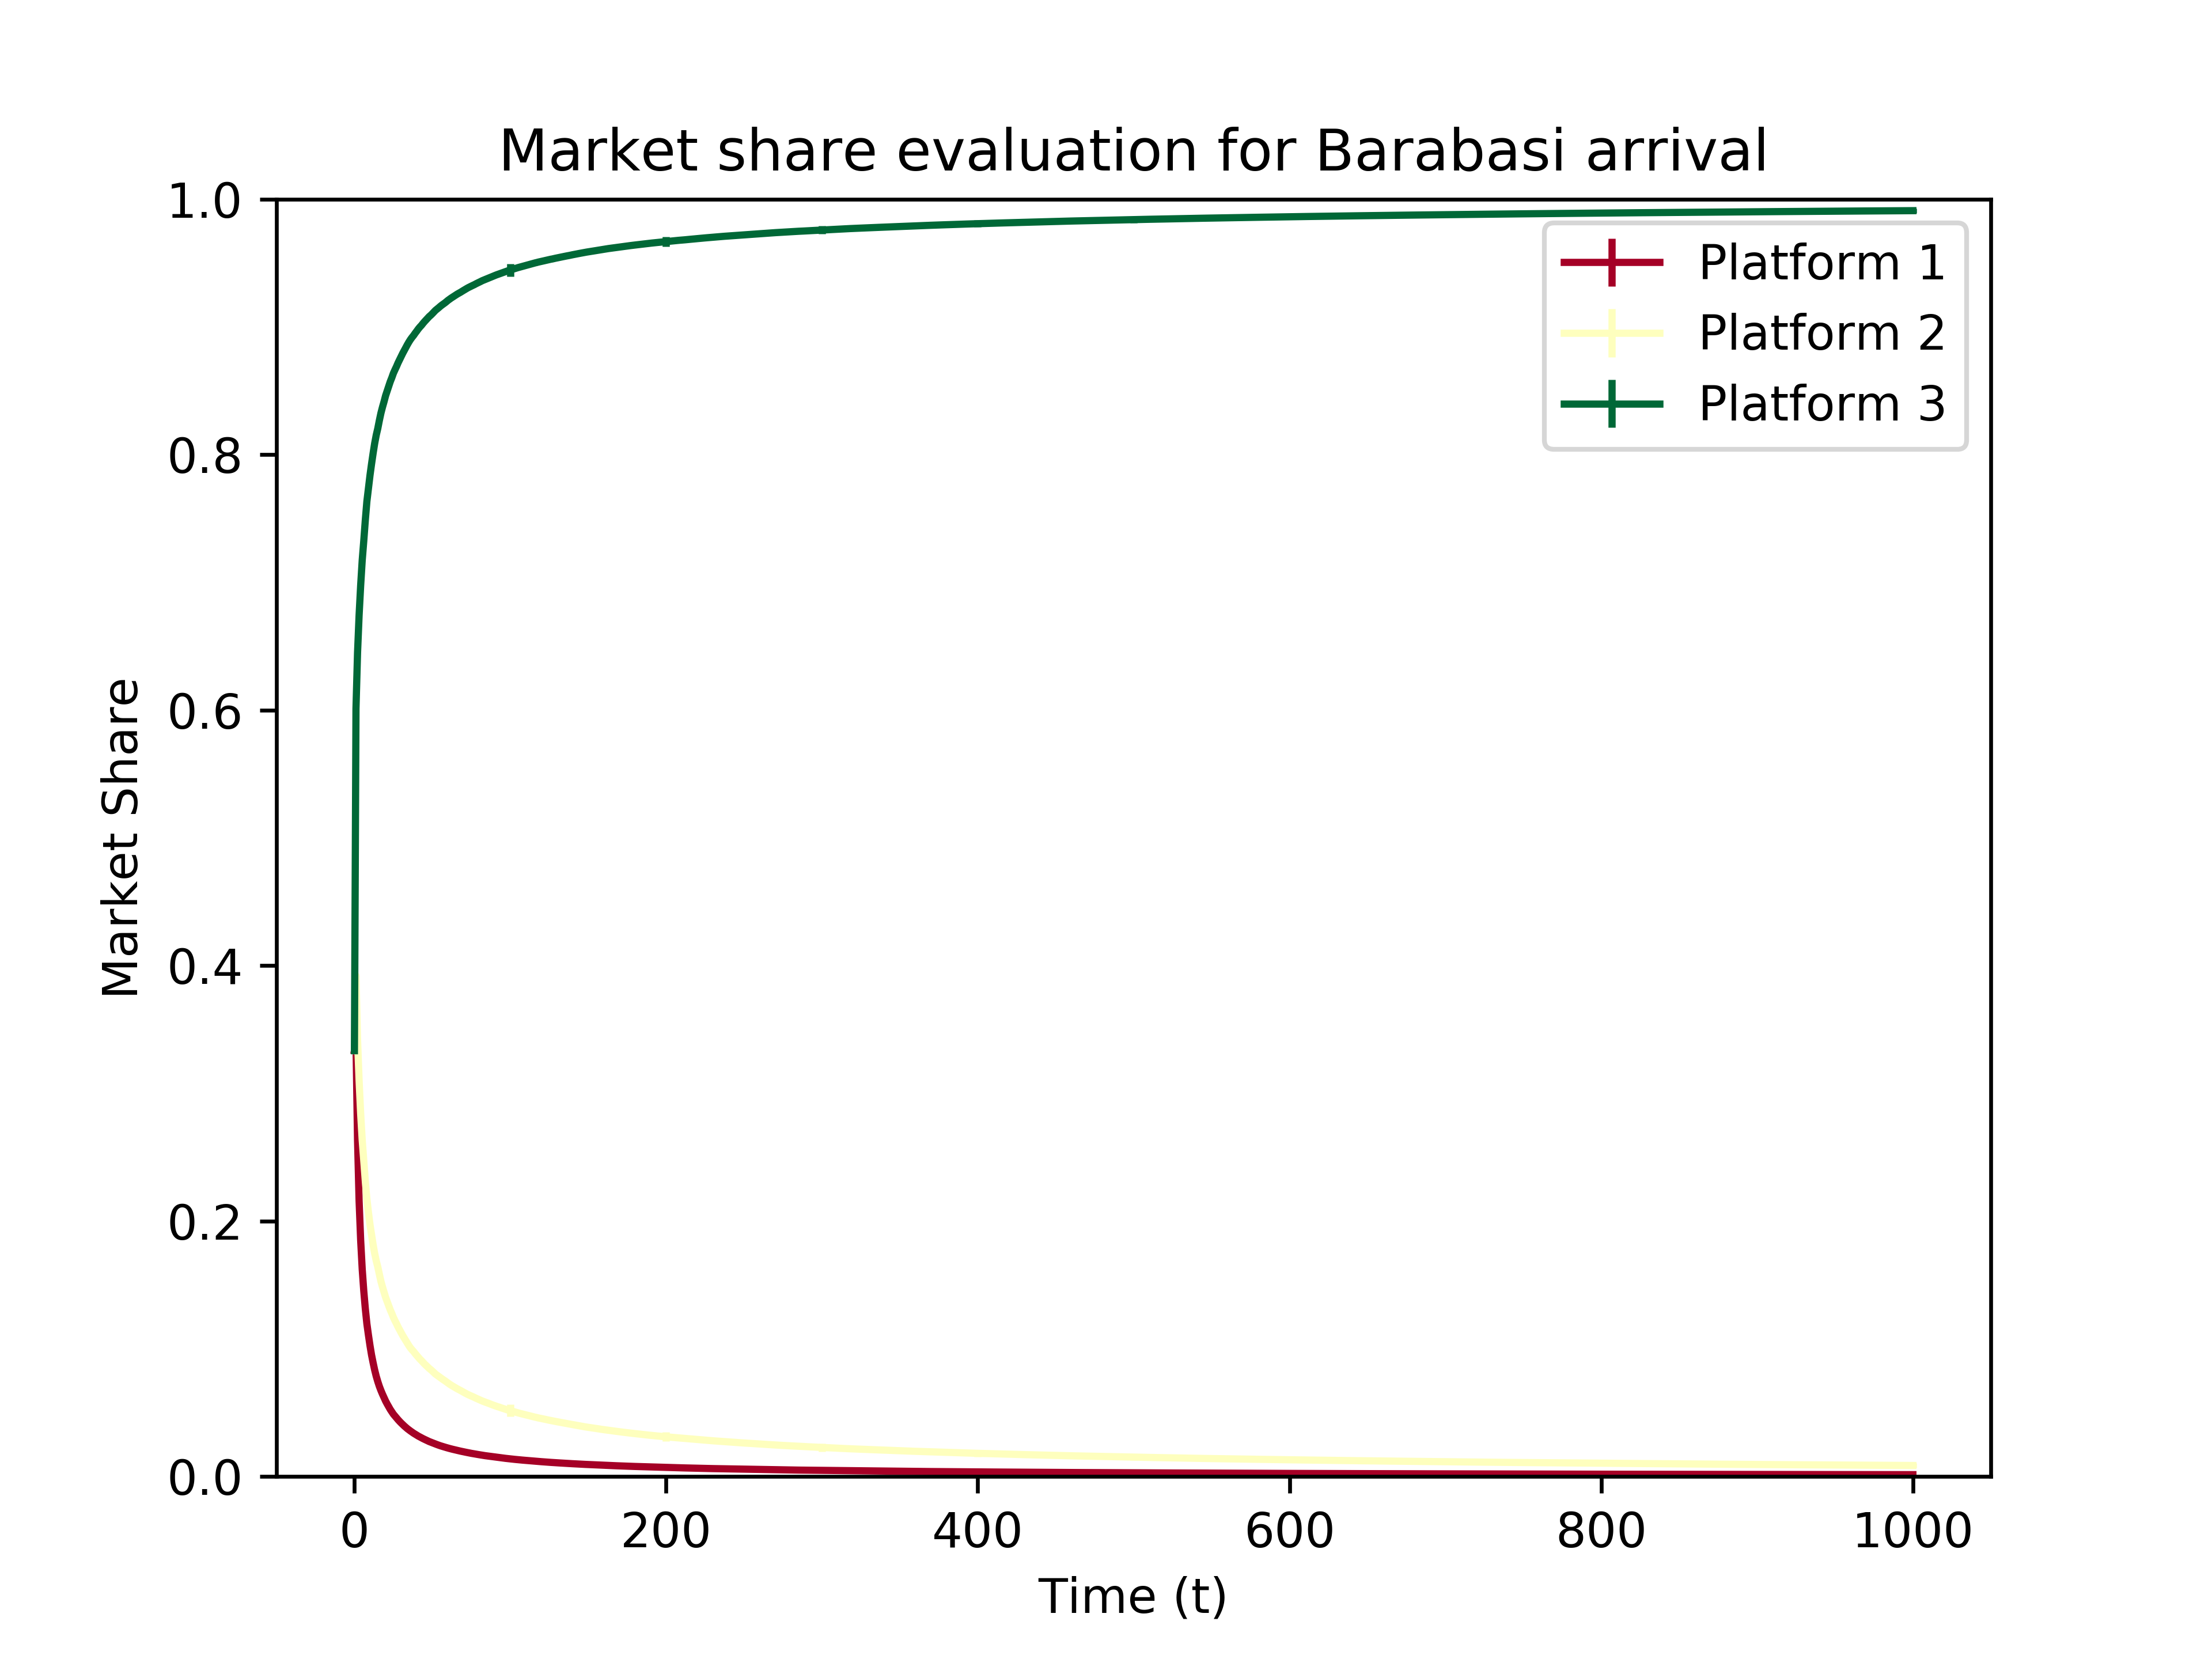 Market share evaluation for Barabasi arrival
1.0
0.8
0.6
0.4
0.2
0.0
Market Share
Platform 1
Platform 2
Platform 3
0 200 400 600 800 1000
Time (t)